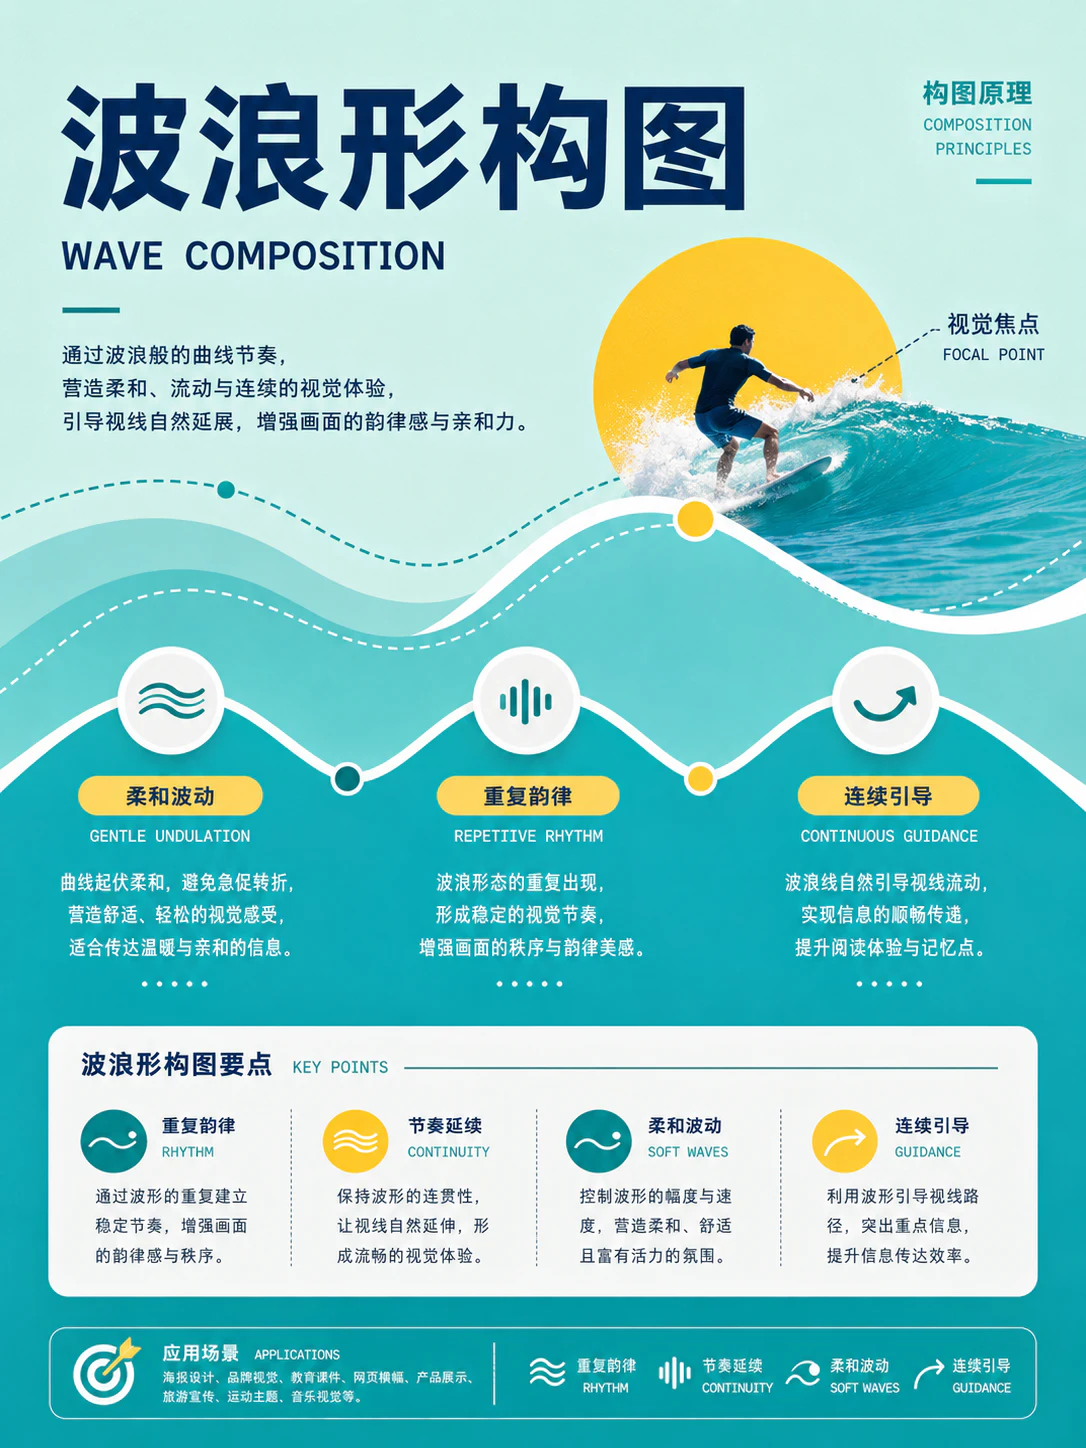 波浪形构图
WAVE COMPOSITION
构图原理
COMPOSITION
PRINCIPLES
通过波浪般的曲线节奏，
营造柔和、流动与连续的视觉体验，
引导视线自然延展，增强画面的韵律感与亲和力。
视觉焦点
FOCAL POINT
柔和波动
GENTLE UNDULATION
曲线起伏柔和，避免急促转折，
营造舒适、轻松的视觉感受，
适合传达温暖与亲和的信息。
重复韵律
REPETITIVE RHYTHM
波浪形态的重复出现，
形成稳定的视觉节奏，
增强画面的秩序与韵律美感。
连续引导
CONTINUOUS GUIDANCE
波浪线自然引导视线流动，
实现信息的顺畅传递，
提升阅读体验与记忆点。
波浪形构图要点 KEY POINTS
重复韵律
RHYTHM
通过波形的重复建立
稳定节奏，增强画面
的韵律感与秩序。
节奏延续
CONTINUITY
保持波形的连贯性，
让视线自然延伸，形
成流畅的视觉体验。
柔和波动
SOFT WAVES
控制波形的幅度与速
度，营造柔和、舒适
且富有活力的氛围。
连续引导
GUIDANCE
利用波形引导视线路
径，突出重点信息，
提升信息传达效率。
应用场景 APPLICATIONS
海报设计、品牌视觉、教育课件、网页横幅、产品展示、
旅游宣传、运动主题、音乐视觉等。
重复韵律
RHYTHM
节奏延续
CONTINUITY
柔和波动
SOFT WAVES
连续引导
GUIDANCE